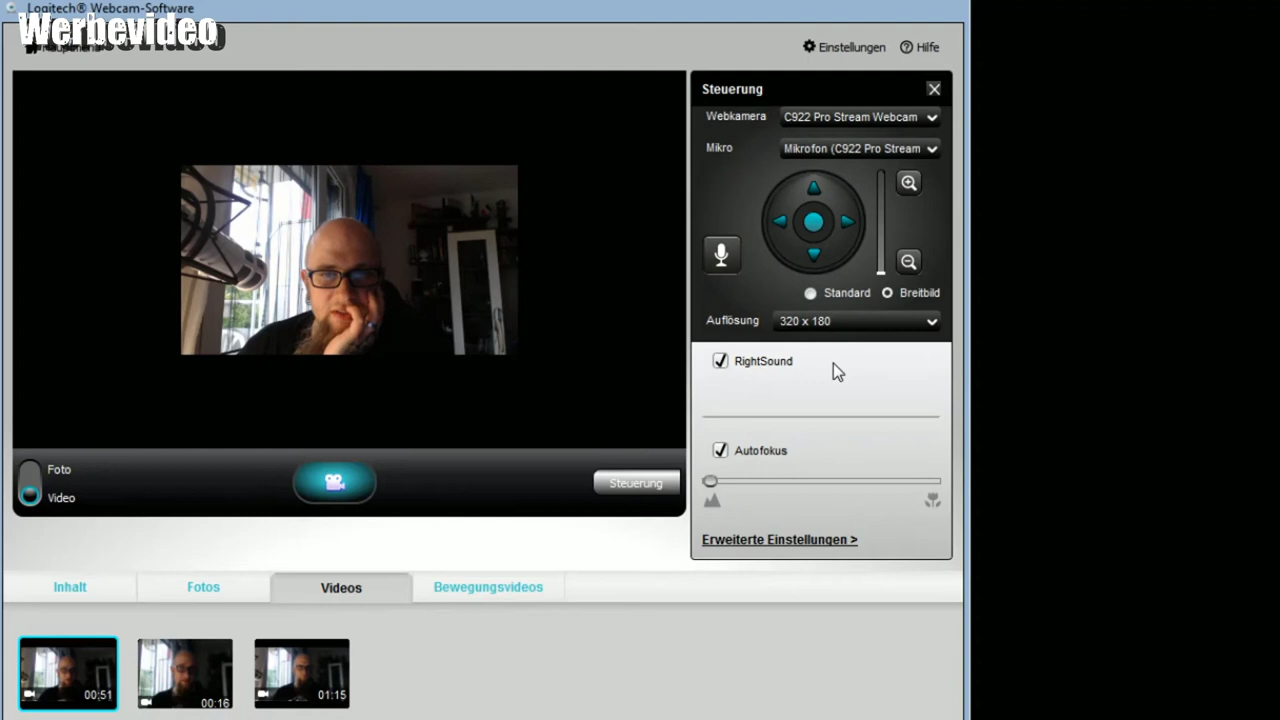 Logitech® Webcam-Software
Werbevideo
Einstellungen
Hilfe
Steuerung
Webkamera
C922 Pro Stream Webcam
Mikro
Mikrofon (C922 Pro Stream
Standard
Breitbild
Auflösung
320 x 180
RightSound
Autofokus
Erweiterte Einstellungen >
Foto
Video
Steuerung
Inhalt
Fotos
Videos
Bewegungsvideos
00:51
00:16
01:15